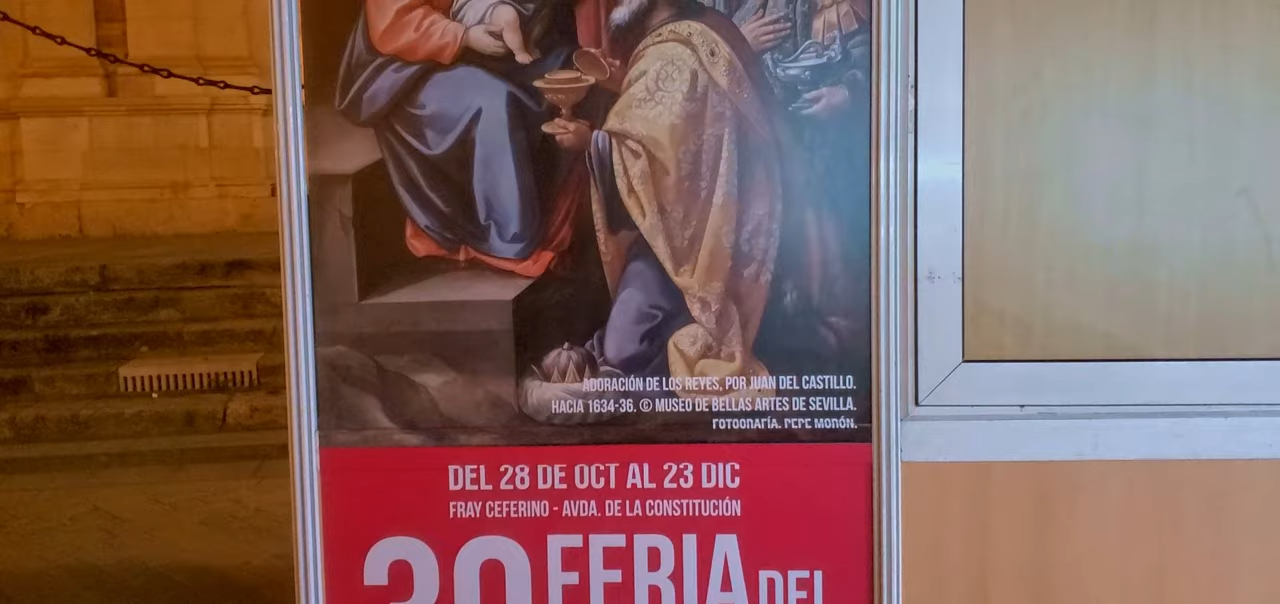 ADORACIÓN DE LOS REYES, POR JUAN DEL CASTILLO.
HACIA 1634-36. © MUSEO DE BELLAS ARTES DE SEVILLA.
FOTOGRAFÍA. PEPE MORÓN.
DEL 28 DE OCT AL 23 DIC
FRAY CEFERINO - AVDA. DE LA CONSTITUCIÓN
FERIA DEL